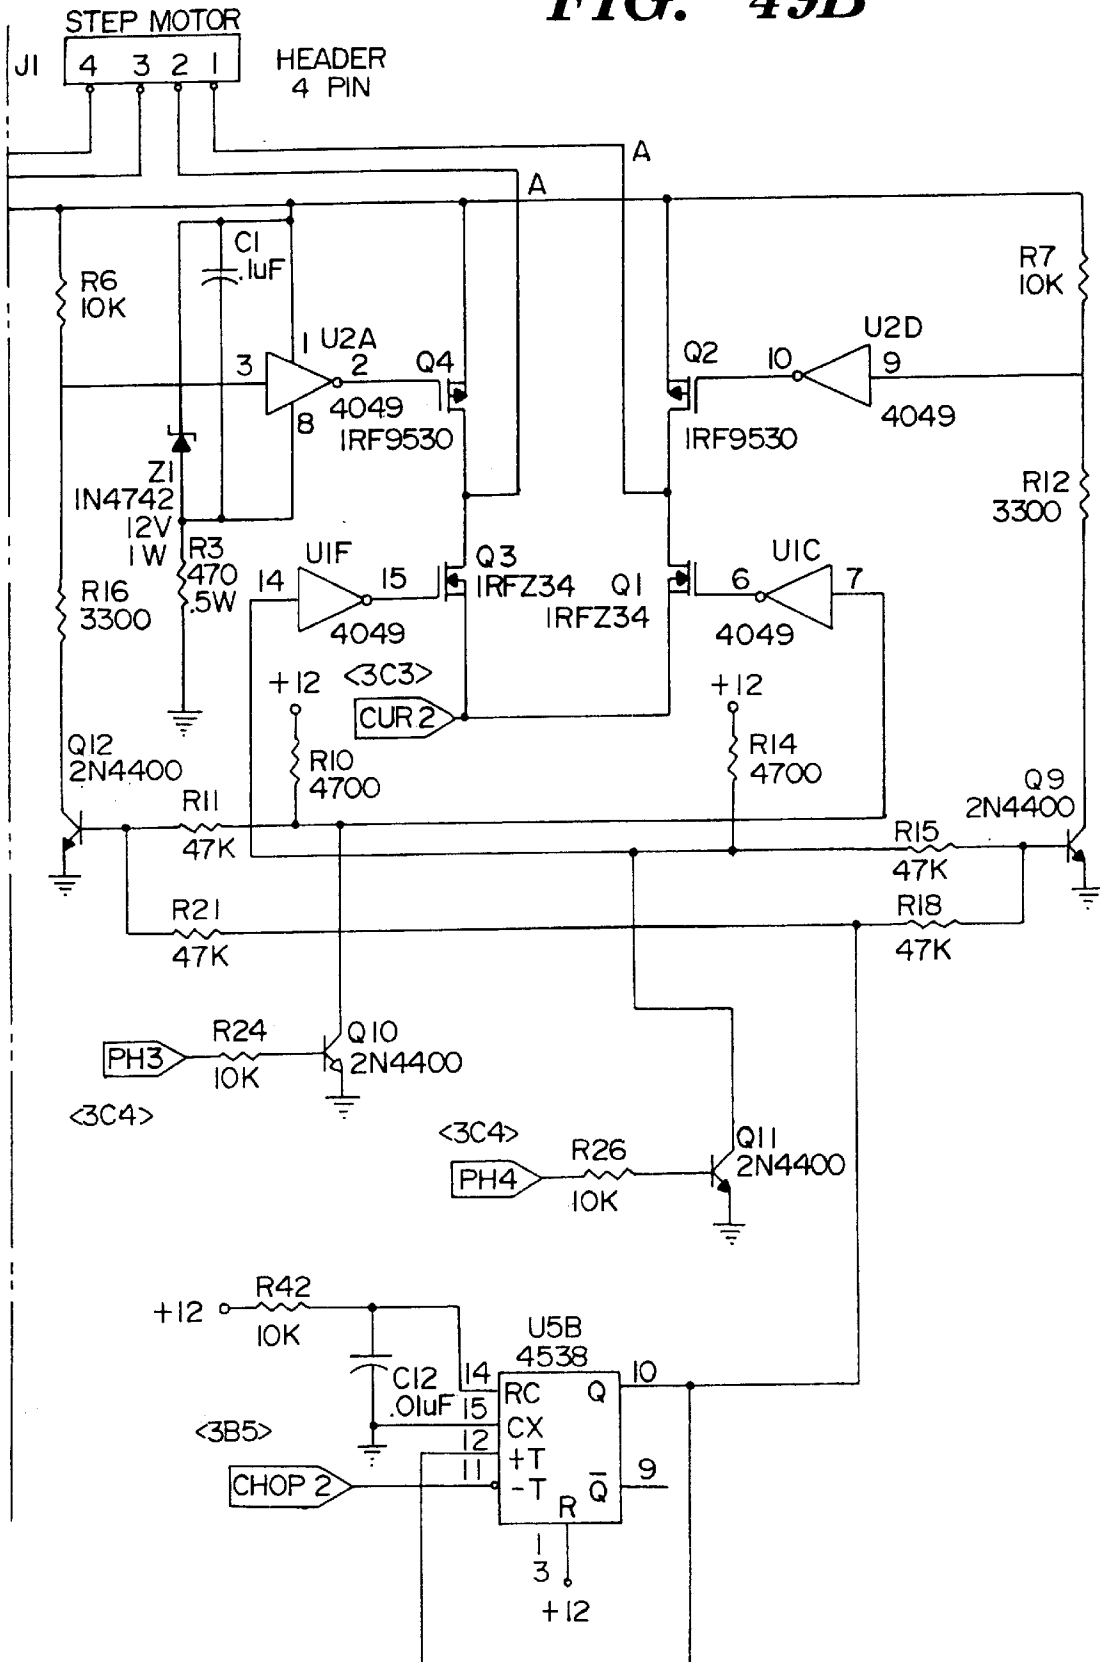 FIG. 49B
STEP MOTOR
J1 4 3 2 1
HEADER
4 PIN
A
A
C1
.1uF
R6
10K
R7
10K
1
U2A
3
2
4049
8
Q4
IRF9530
Q2
IRF9530
10
U2D
9
4049
Z1
1N4742
12V
1W
R3
470
.5W
R12
3300
R16
3300
U1F
14
15
4049
Q3
IRFZ34
Q1
IRFZ34
U1C
6
7
4049
<3C3>
CUR 2
+12
R10
4700
+12
R14
4700
Q12
2N4400
Q9
2N4400
R11
47K
R15
47K
R21
47K
R18
47K
PH3
R24
10K
Q10
2N4400
<3C4>
<3C4>
PH4
R26
10K
Q11
2N4400
+12
R42
10K
C12
.01uF
U5B
4538
14
RC
Q
10
15
CX
12
+T
11
-T
Q̅
9
R
<3B5>
CHOP 2
1
3
+12